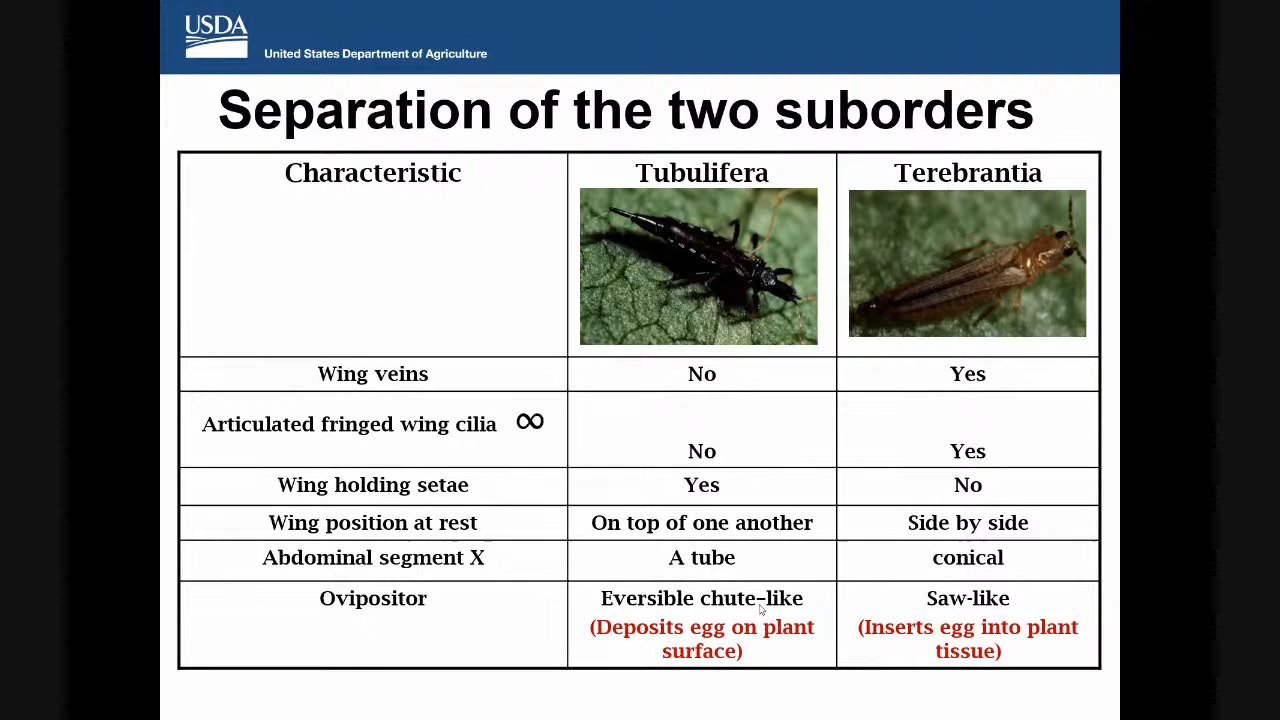 USDA
United States Department of Agriculture
Separation of the two suborders
Characteristic
Tubulifera
Terebrantia
Wing veins
No
Yes
Articulated fringed wing cilia ∞
No
Yes
Wing holding setae
Yes
No
Wing position at rest
On top of one another
Side by side
Abdominal segment X
A tube
conical
Ovipositor
Eversible chute–like
(Deposits egg on plant
surface)
Saw-like
(Inserts egg into plant
tissue)